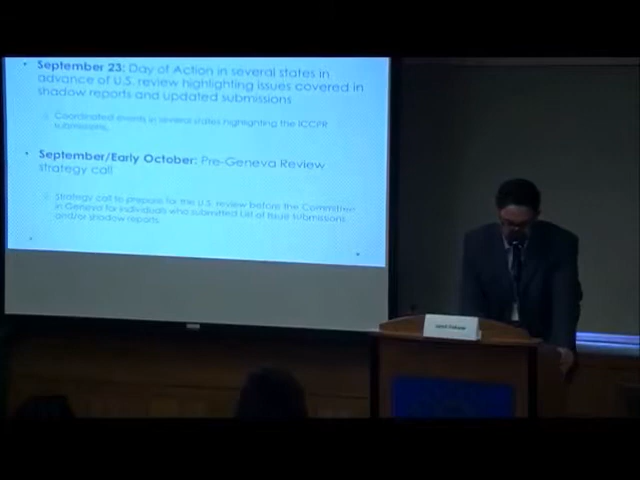 • September 23: Day of Action in several states in
advance of U.S. review highlighting issues covered in
shadow reports and updated submissions
Coordinated events in several states highlighting the ICCPR
submissions.
• September/Early October: Pre-Geneva Review
strategy call
Strategy call to prepare for the U.S. review before the Committee
in Geneva for individuals who submitted List of Issue Submissions
and/or shadow reports.